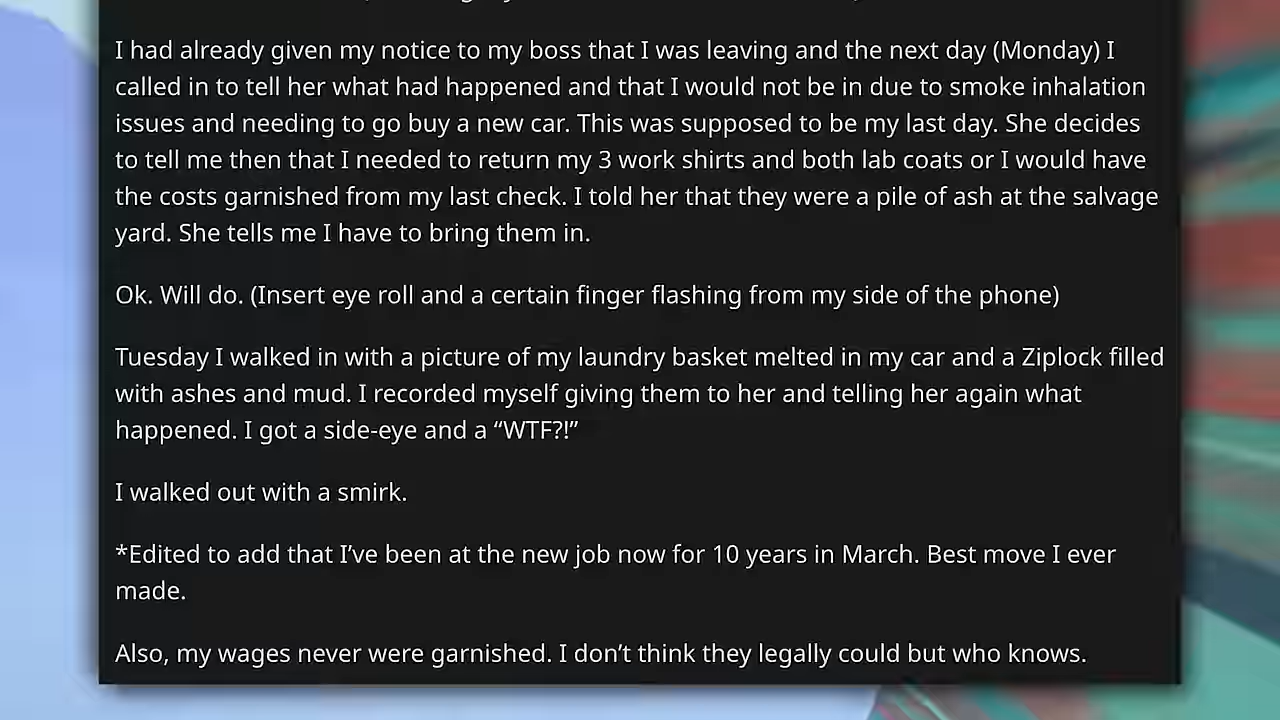 I had already given my notice to my boss that I was leaving and the next day (Monday) I
called in to tell her what had happened and that I would not be in due to smoke inhalation
issues and needing to go buy a new car. This was supposed to be my last day. She decides
to tell me then that I needed to return my 3 work shirts and both lab coats or I would have
the costs garnished from my last check. I told her that they were a pile of ash at the salvage
yard. She tells me I have to bring them in.
Ok. Will do. (Insert eye roll and a certain finger flashing from my side of the phone)
Tuesday I walked in with a picture of my laundry basket melted in my car and a Ziplock filled
with ashes and mud. I recorded myself giving them to her and telling her again what
happened. I got a side-eye and a “WTF?!”
I walked out with a smirk.
*Edited to add that I’ve been at the new job now for 10 years in March. Best move I ever
made.
Also, my wages never were garnished. I don’t think they legally could but who knows.